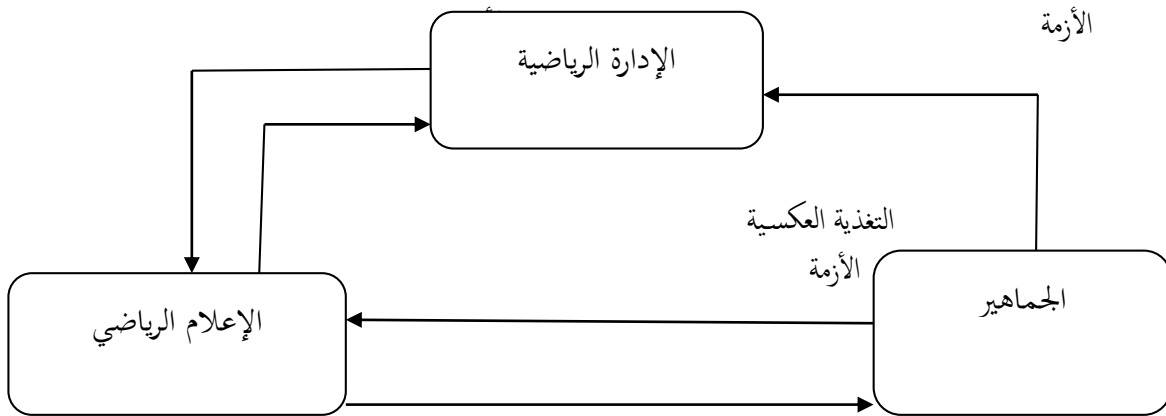 الأزمة
الإدارة الرياضية
التغذية العكسية
الأزمة
الجماهير
الإعلام الرياضي